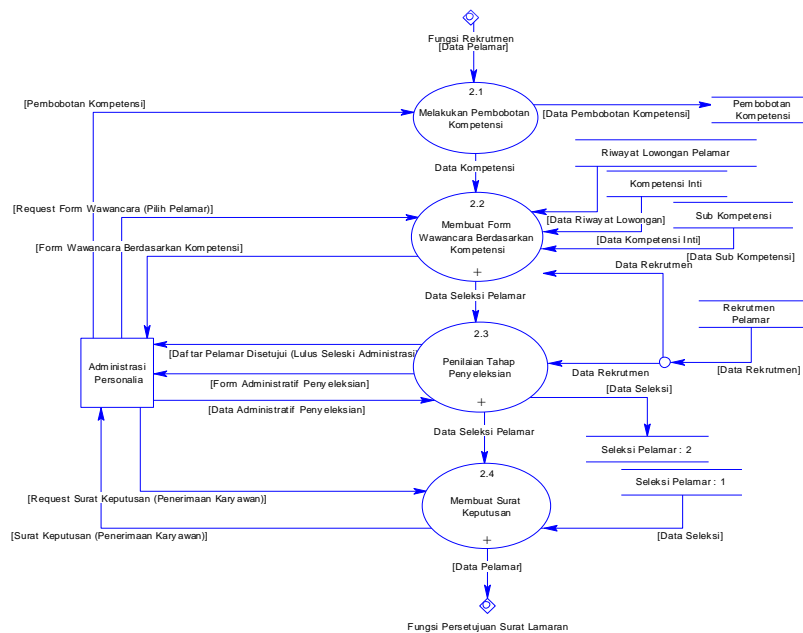 Fungsi Rekrutmen
[Data Pelamar]
2.1
Melakukan Pembobotan
Kompetensi
[Pembobotan Kompetensi]
[Data Pembobotan Kompetensi]
Pembobotan
Kompetensi
Data Kompetensi
Riwayat Lowongan Pelamar
Kompetensi Inti
Sub Kompetensi
2.2
Membuat Form
Wawancara Berdasarkan
Kompetensi
+
[Request Form Wawancara (Pilih Pelamar)]
[Data Riwayat Lowongan]
[Data Kompetensi Inti]
[Data Sub Kompetensi]
[Form Wawancara Berdasarkan Kompetensi]
Data Rekrutmen
Data Seleksi Pelamar
Rekrutmen
Pelamar
2.3
Penilaian Tahap
Penyeleksian
+
[Daftar Pelamar Disetujui (Lulus Seleski Administrasi]
Administrasi
Personalia
[Form Administratif Penyeleksian]
Data Rekrutmen
[Data Rekrutmen]
[Data Seleksi]
[Data Administratif Penyeleksian]
Data Seleksi Pelamar
Seleksi Pelamar : 2
Seleksi Pelamar : 1
2.4
Membuat Surat
Keputusan
+
[Request Surat Keputusan (Penerimaan Karyawan)]
[Surat Keputusan (Penerimaan Karyawan)]
[Data Seleksi]
[Data Pelamar]
Fungsi Persetujuan Surat Lamaran